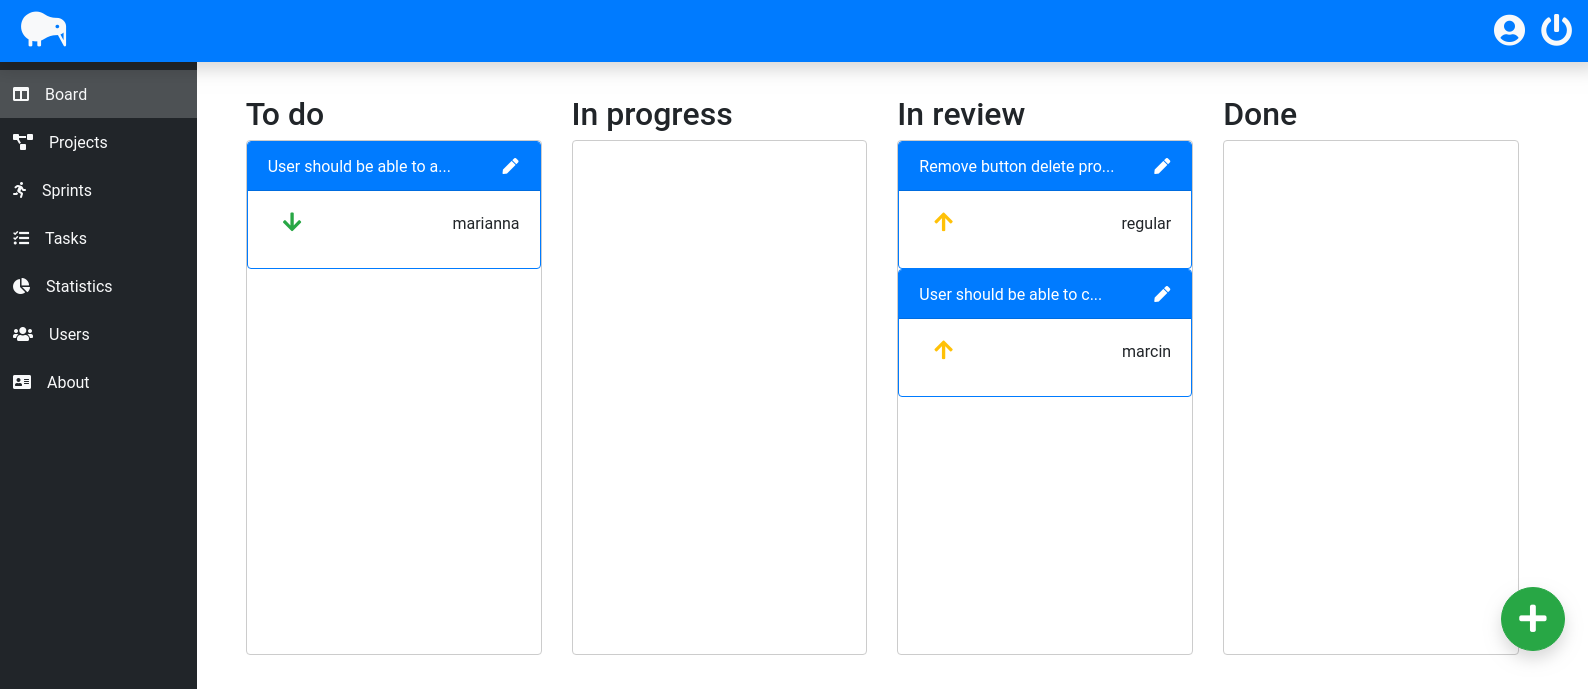 Board
Projects
Sprints
Tasks
Statistics
Users
About
To do
User should be able to a...
marianna
In progress
In review
Remove button delete pro...
regular
User should be able to c...
marcin
Done